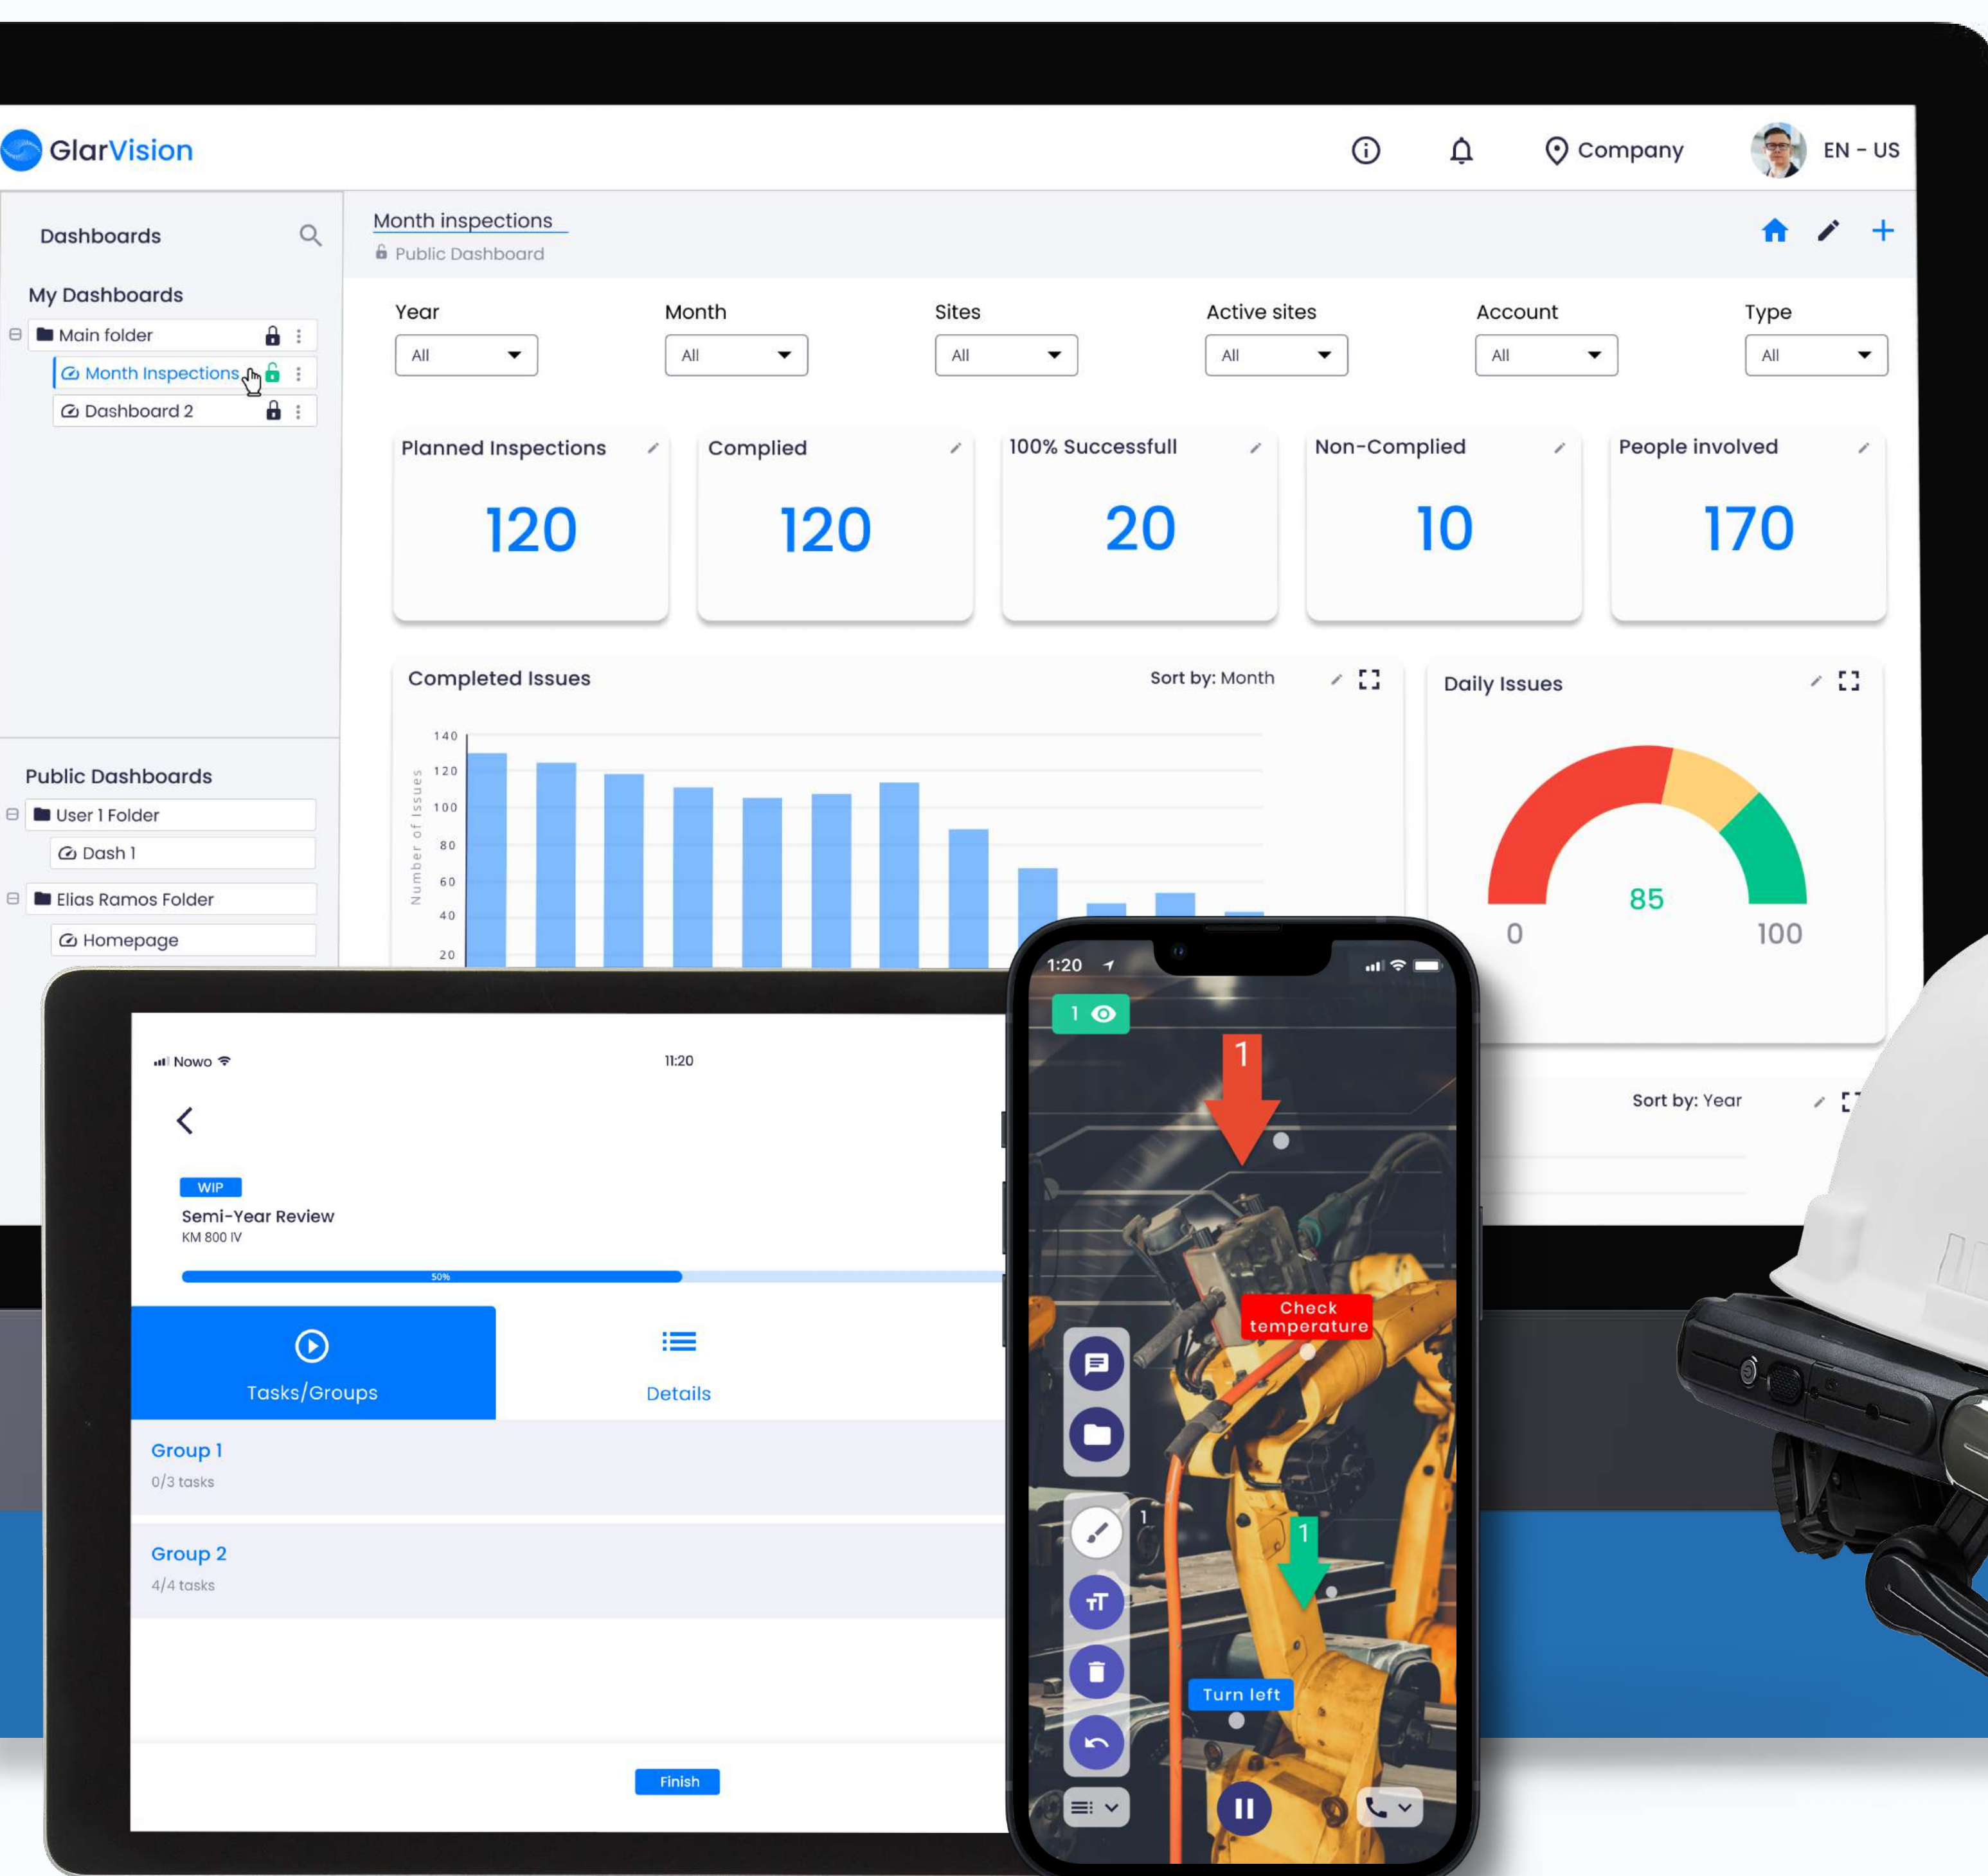 GlarVision
Company
EN - US
Dashboards
My Dashboards
Main folder
Month Inspections
Dashboard 2
Public Dashboards
User 1 Folder
Dash 1
Elias Ramos Folder
Homepage
Month inspections
Public Dashboard
Year
Month
Sites
Active sites
Account
Type
All
All
All
All
All
All
Planned Inspections
Complied
100% Successfull
Non-Complied
People involved
120
120
20
10
170
Completed Issues
Sort by: Month
Number of Issues
140
120
100
80
60
40
20
Daily Issues
85
0
100
Sort by: Year
Nowo
11:20
WIP
Semi-Year Review
KM 800 IV
50%
Tasks/Groups
Details
Group 1
0/3 tasks
Group 2
4/4 tasks
Finish
1:20
1
1
Check
temperature
1
1
TT
Turn left